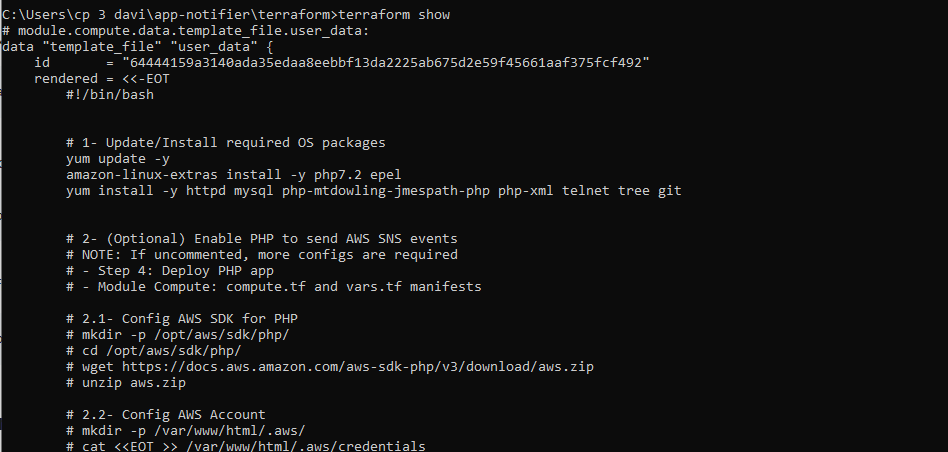 C:\Users\cp 3 davi\app-notifier\terraform>terraform show
# module.compute.data.template_file.user_data:
data "template_file" "user_data" {
    id       = "64444159a3140ada35edaa8eebbf13da2225ab675d2e59f45661aaf375fcf492"
    rendered = <<-EOT
        #!/bin/bash
        # 1- Update/Install required OS packages
        yum update -y
        amazon-linux-extras install -y php7.2 epel
        yum install -y httpd mysql php-mtdowling-jmespath-php php-xml telnet tree git
        # 2- (Optional) Enable PHP to send AWS SNS events
        # NOTE: If uncommented, more configs are required
        # - Step 4: Deploy PHP app
        # - Module Compute: compute.tf and vars.tf manifests
        # 2.1- Config AWS SDK for PHP
        # mkdir -p /opt/aws/sdk/php/
        # cd /opt/aws/sdk/php/
        # wget https://docs.aws.amazon.com/aws-sdk-php/v3/download/aws.zip
        # unzip aws.zip
        # 2.2- Config AWS Account
        # mkdir -p /var/www/html/.aws/
        # cat <<EOT >> /var/www/html/.aws/credentials